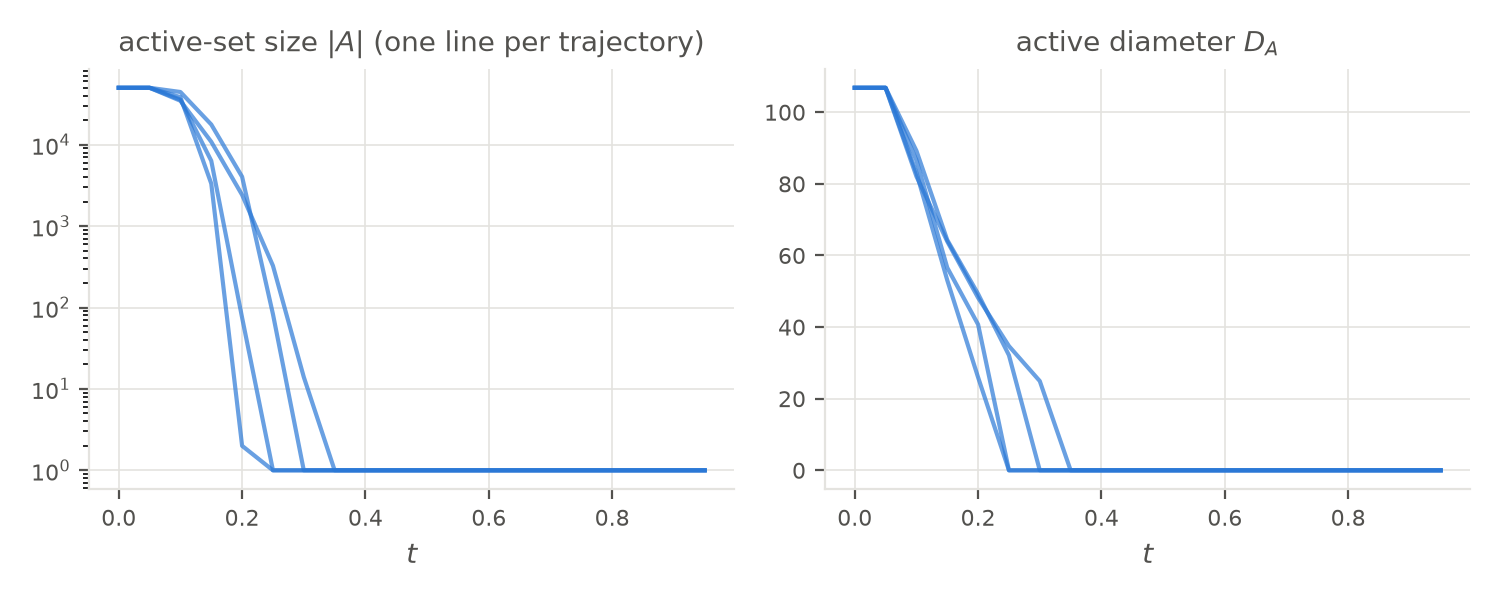 active-set size |A| (one line per trajectory)
10⁴
10³
10²
10¹
10⁰
0.0 0.2 0.4 0.6 0.8
t
active diameter D_A
100
80
60
40
20
0
0.0 0.2 0.4 0.6 0.8
t